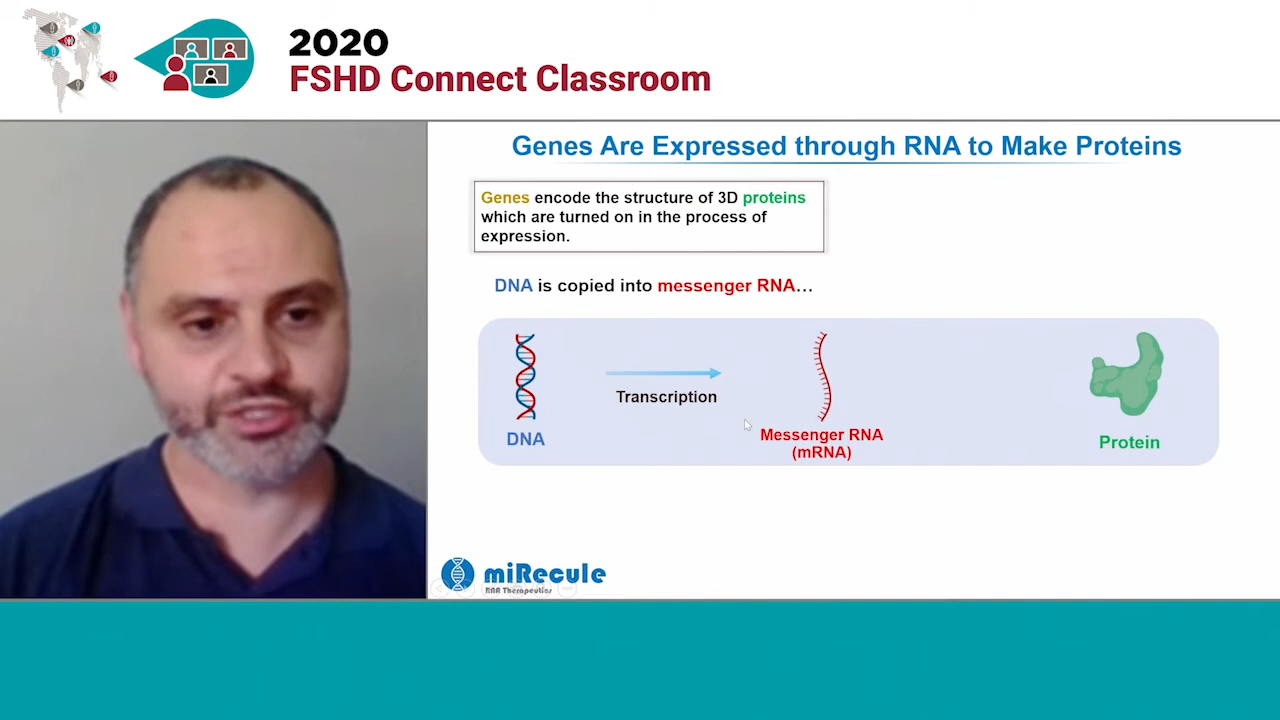 2020
FSHD Connect Classroom
Genes Are Expressed through RNA to Make Proteins
Genes encode the structure of 3D proteins
which are turned on in the process of
expression.
DNA is copied into messenger RNA...
Transcription
DNA
Messenger RNA
(mRNA)
Protein
miRecule
RNA Therapeutics